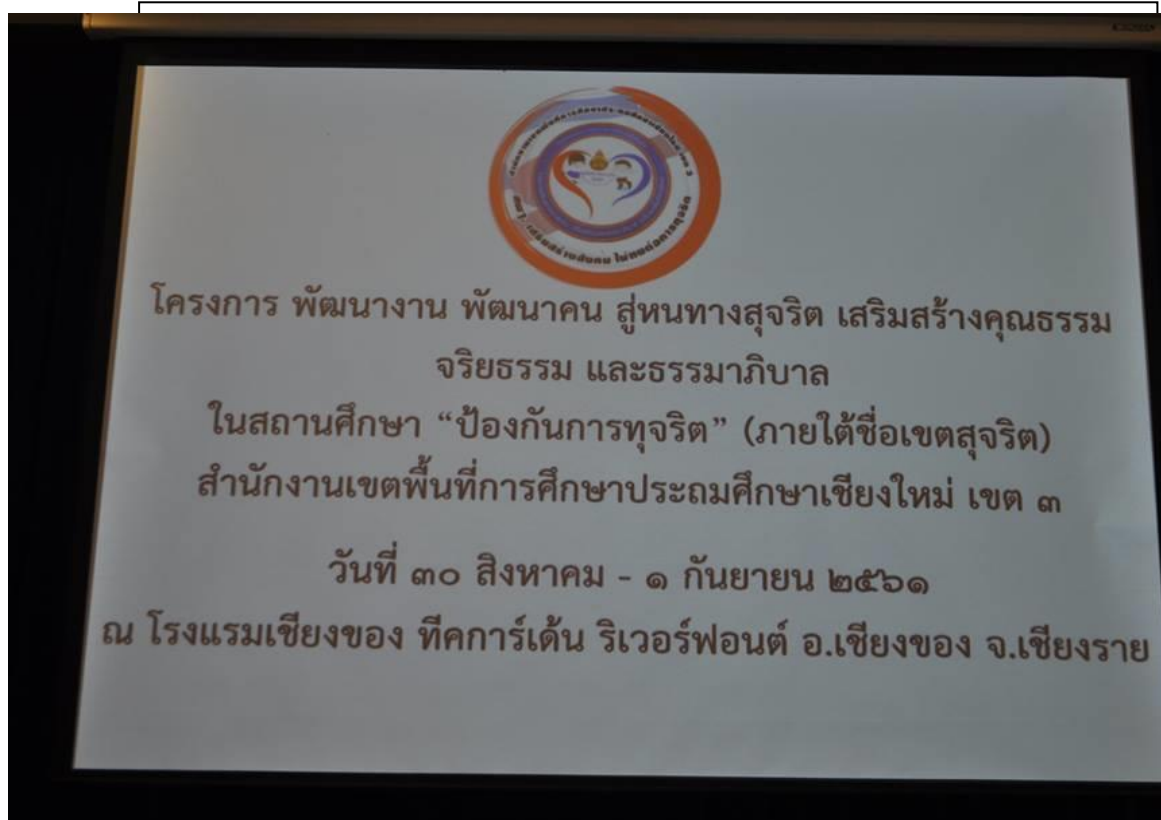 โครงการ พัฒนางาน พัฒนาคน สู่หนทางสุจริต เสริมสร้างคุณธรรม
จริยธรรม และธรรมาภิบาล
ในสถานศึกษา “ป้องกันการทุจริต” (ภายใต้ชื่อเขตสุจริต)
สำนักงานเขตพื้นที่การศึกษาประถมศึกษาเชียงใหม่ เขต ๓
วันที่ ๓๐ สิงหาคม - ๑ กันยายน ๒๕๖๑
ณ โรงแรมเชียงของ ทีคการ์เด้น ริเวอร์ฟอนต์ อ.เชียงของ จ.เชียงราย